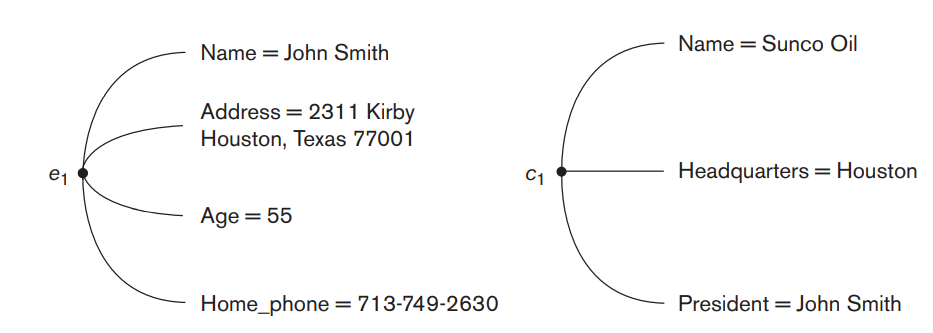 Name = John Smith
Address = 2311 Kirby
Houston, Texas 77001
e1
Age = 55
Home_phone = 713-749-2630
Name = Sunco Oil
c1
Headquarters = Houston
President = John Smith